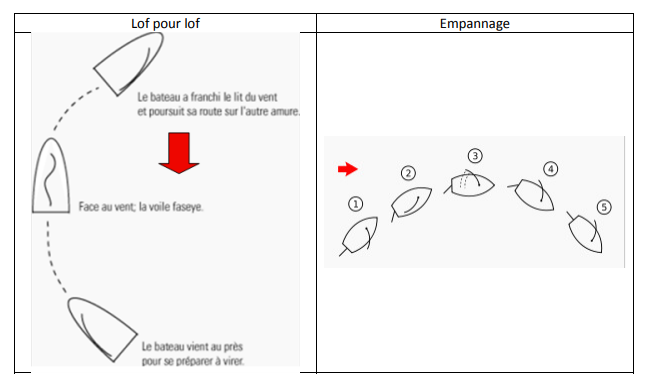 Lof pour lof
Empannage
Le bateau a franchi le lit du vent
et poursuit sa route sur l'autre amure.
Face au vent; la voile faseye.
Le bateau vient au près
pour se préparer à virer.
1
2
3
4
5